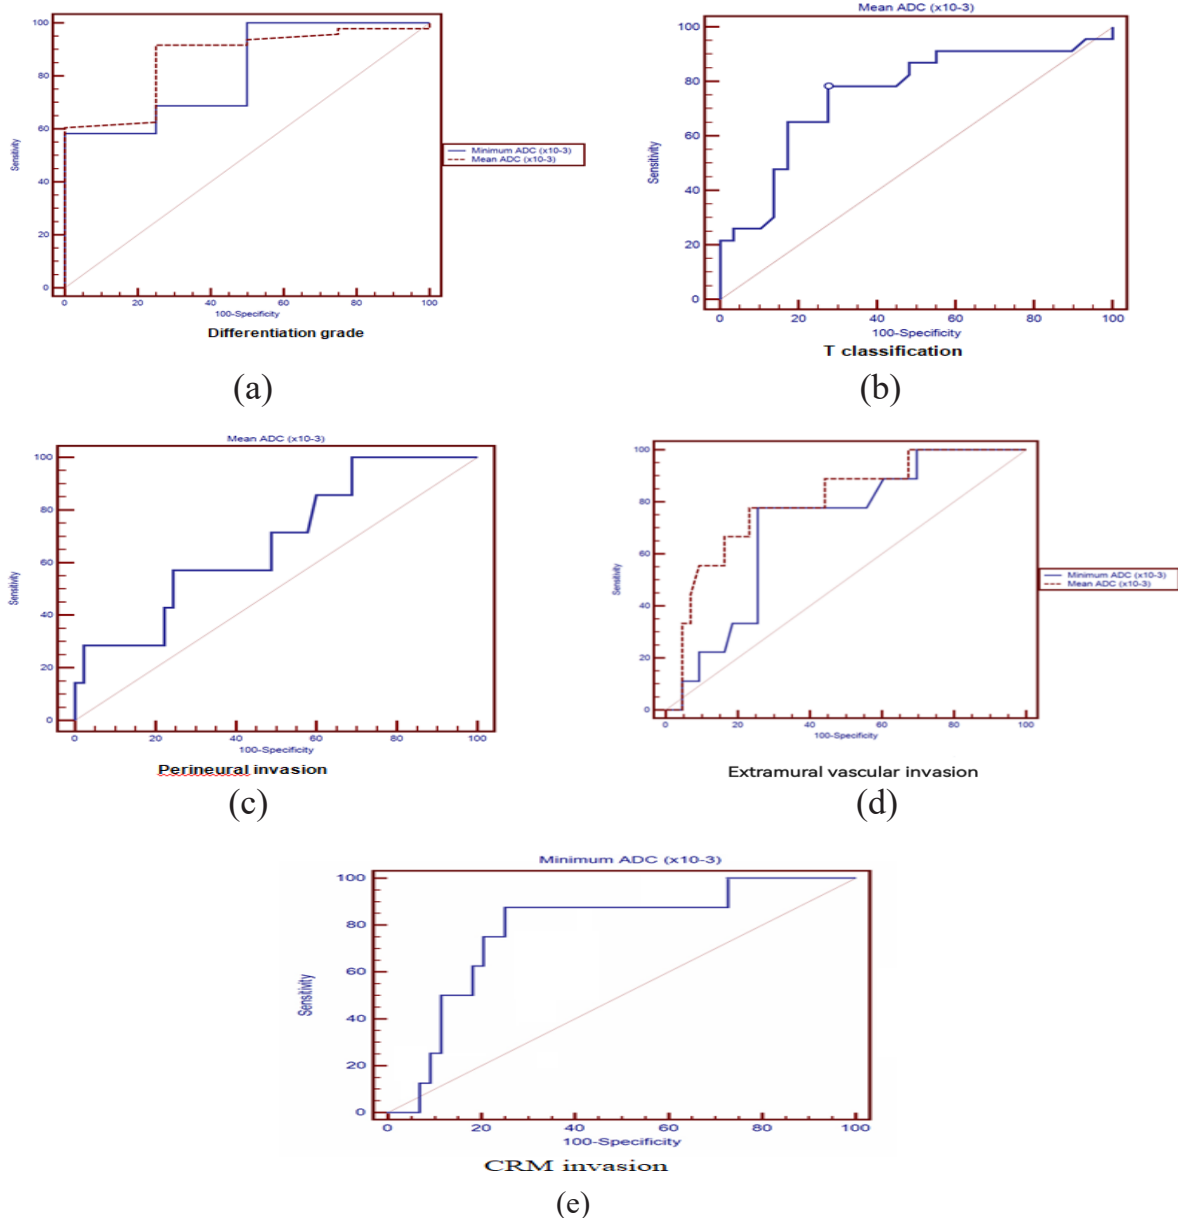 100
80
60
40
20
0
Sensitivity
0 20 40 60 80 100
100-Specificity
Minimum ADC (x10-3)
Mean ADC (x10-3)
Differentiation grade
(a)
Mean ADC (x10-3)
100
80
60
40
20
0
Sensitivity
0 20 40 60 80 100
100-Specificity
T classification
(b)
Mean ADC (x10-3)
100
80
60
40
20
0
Sensitivity
0 20 40 60 80 100
100-Specificity
Perineural invasion
(c)
100
80
60
40
20
0
Sensitivity
0 20 40 60 80 100
100-Specificity
Minimum ADC (x10-3)
Mean ADC (x10-3)
Extramural vascular invasion
(d)
Minimum ADC (x10-3)
100
80
60
40
20
0
Sensitivity
0 20 40 60 80 100
100-Specificity
CRM invasion
(e)